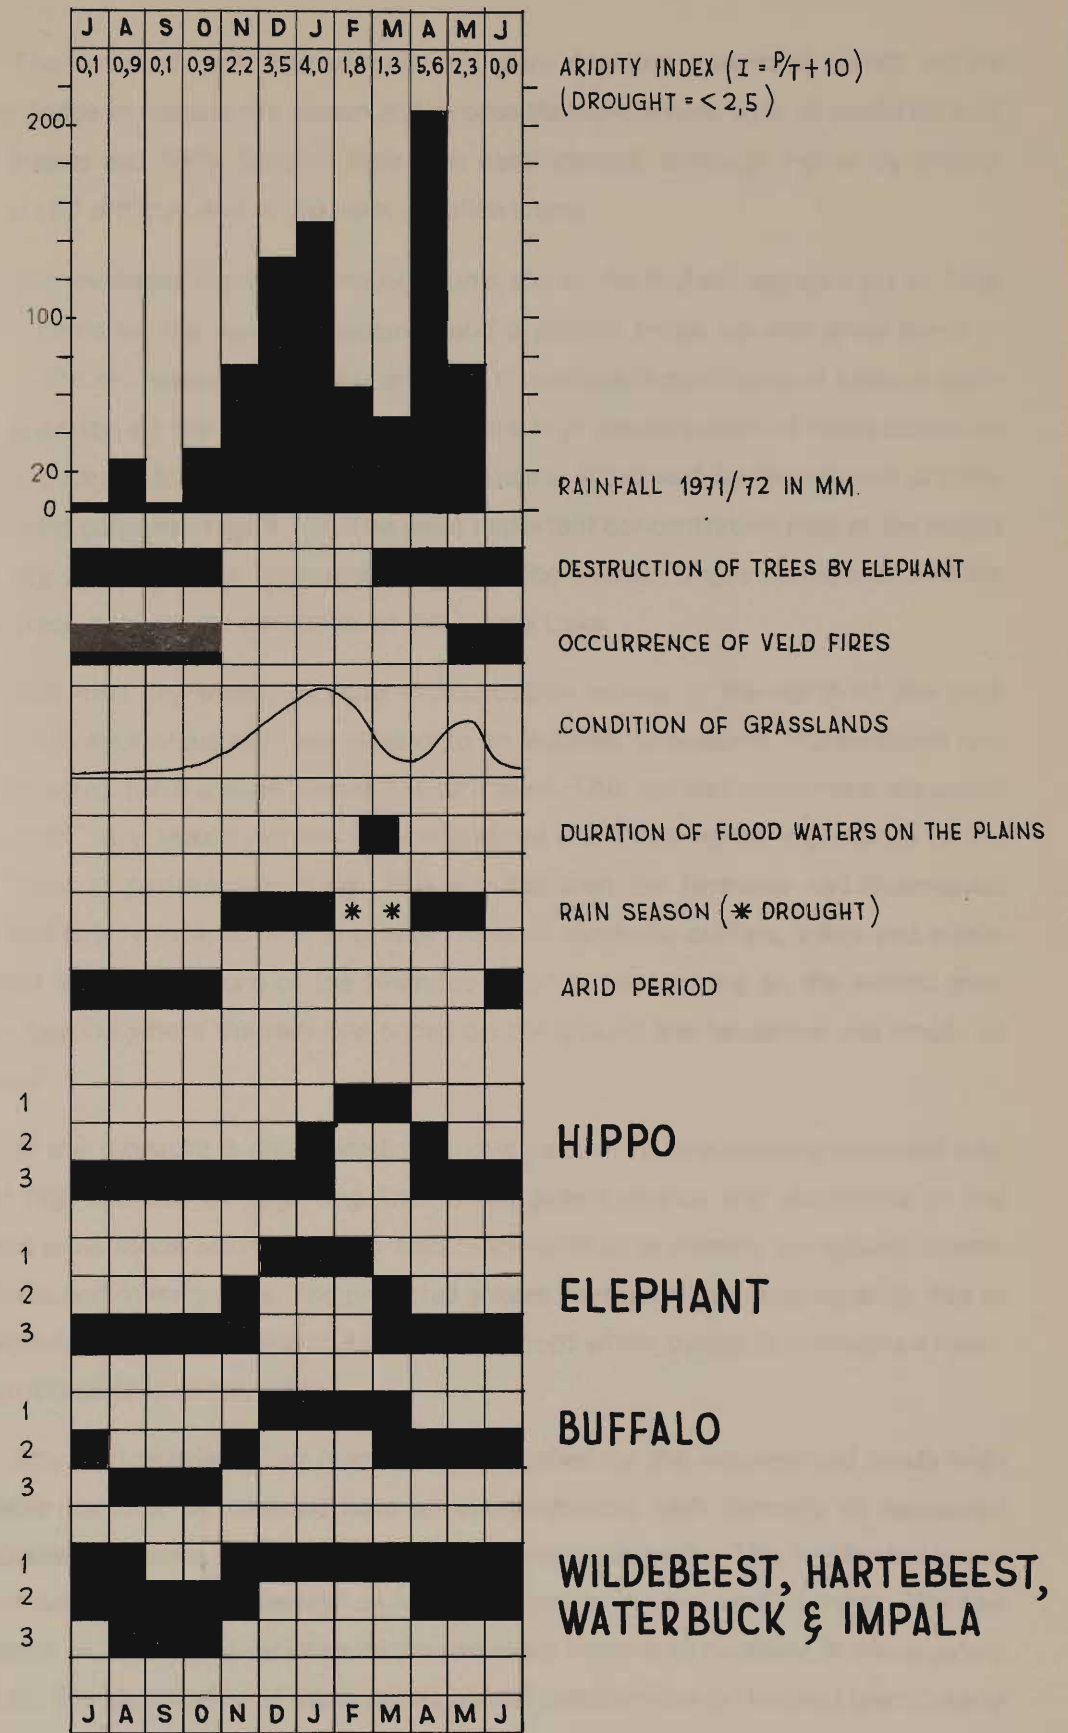 J A S O N D J F M A M J
0,1 0,9 0,1 0,9 2,2 3,5 4,0 1,8 1,3 5,6 2,3 0,0
ARIDITY INDEX (I = P/T+10)
(DROUGHT = < 2,5)
200
100
20
0
RAINFALL 1971/72 IN MM.
DESTRUCTION OF TREES BY ELEPHANT
OCCURRENCE OF VELD FIRES
CONDITION OF GRASSLANDS
DURATION OF FLOOD WATERS ON THE PLAINS
* *
RAIN SEASON (* DROUGHT)
ARID PERIOD
1
2
3
HIPPO
1
2
3
ELEPHANT
1
2
3
BUFFALO
1
2
3
WILDEBEEST, HARTEBEEST,
WATERBUCK & IMPALA
J A S O N D J F M A M J